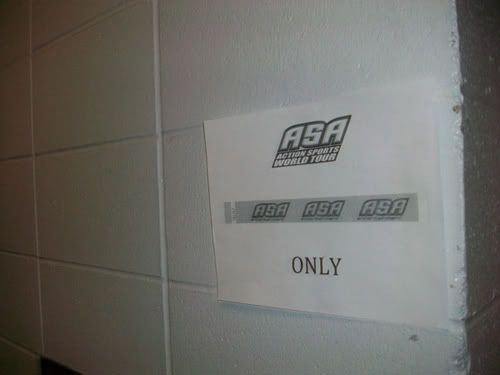 ASA
ACTION SPORTS
WORLD TOUR
ASA ASA ASA
ONLY